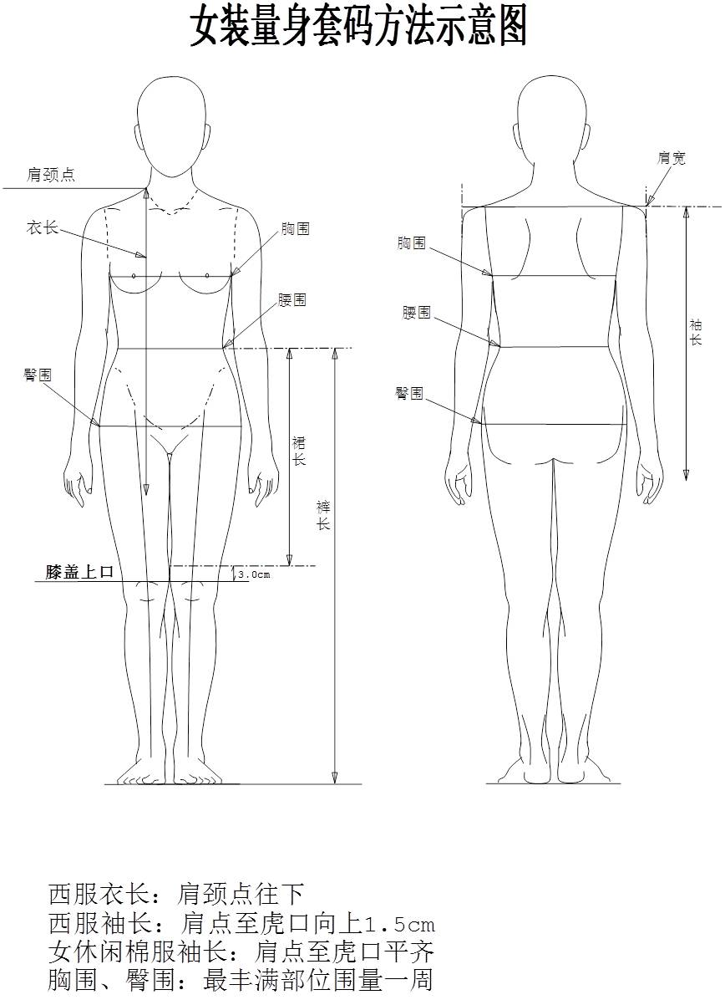 女装量身套码方法示意图
肩颈点
衣长
胸围
腰围
臀围
裙长
裤长
膝盖上口
3.0cm
肩宽
胸围
腰围
臀围
袖长
西服衣长：肩颈点往下
西服袖长：肩点至虎口向上1.5cm
女休闲棉服袖长：肩点至虎口平齐
胸围、臀围：最丰满部位围量一周